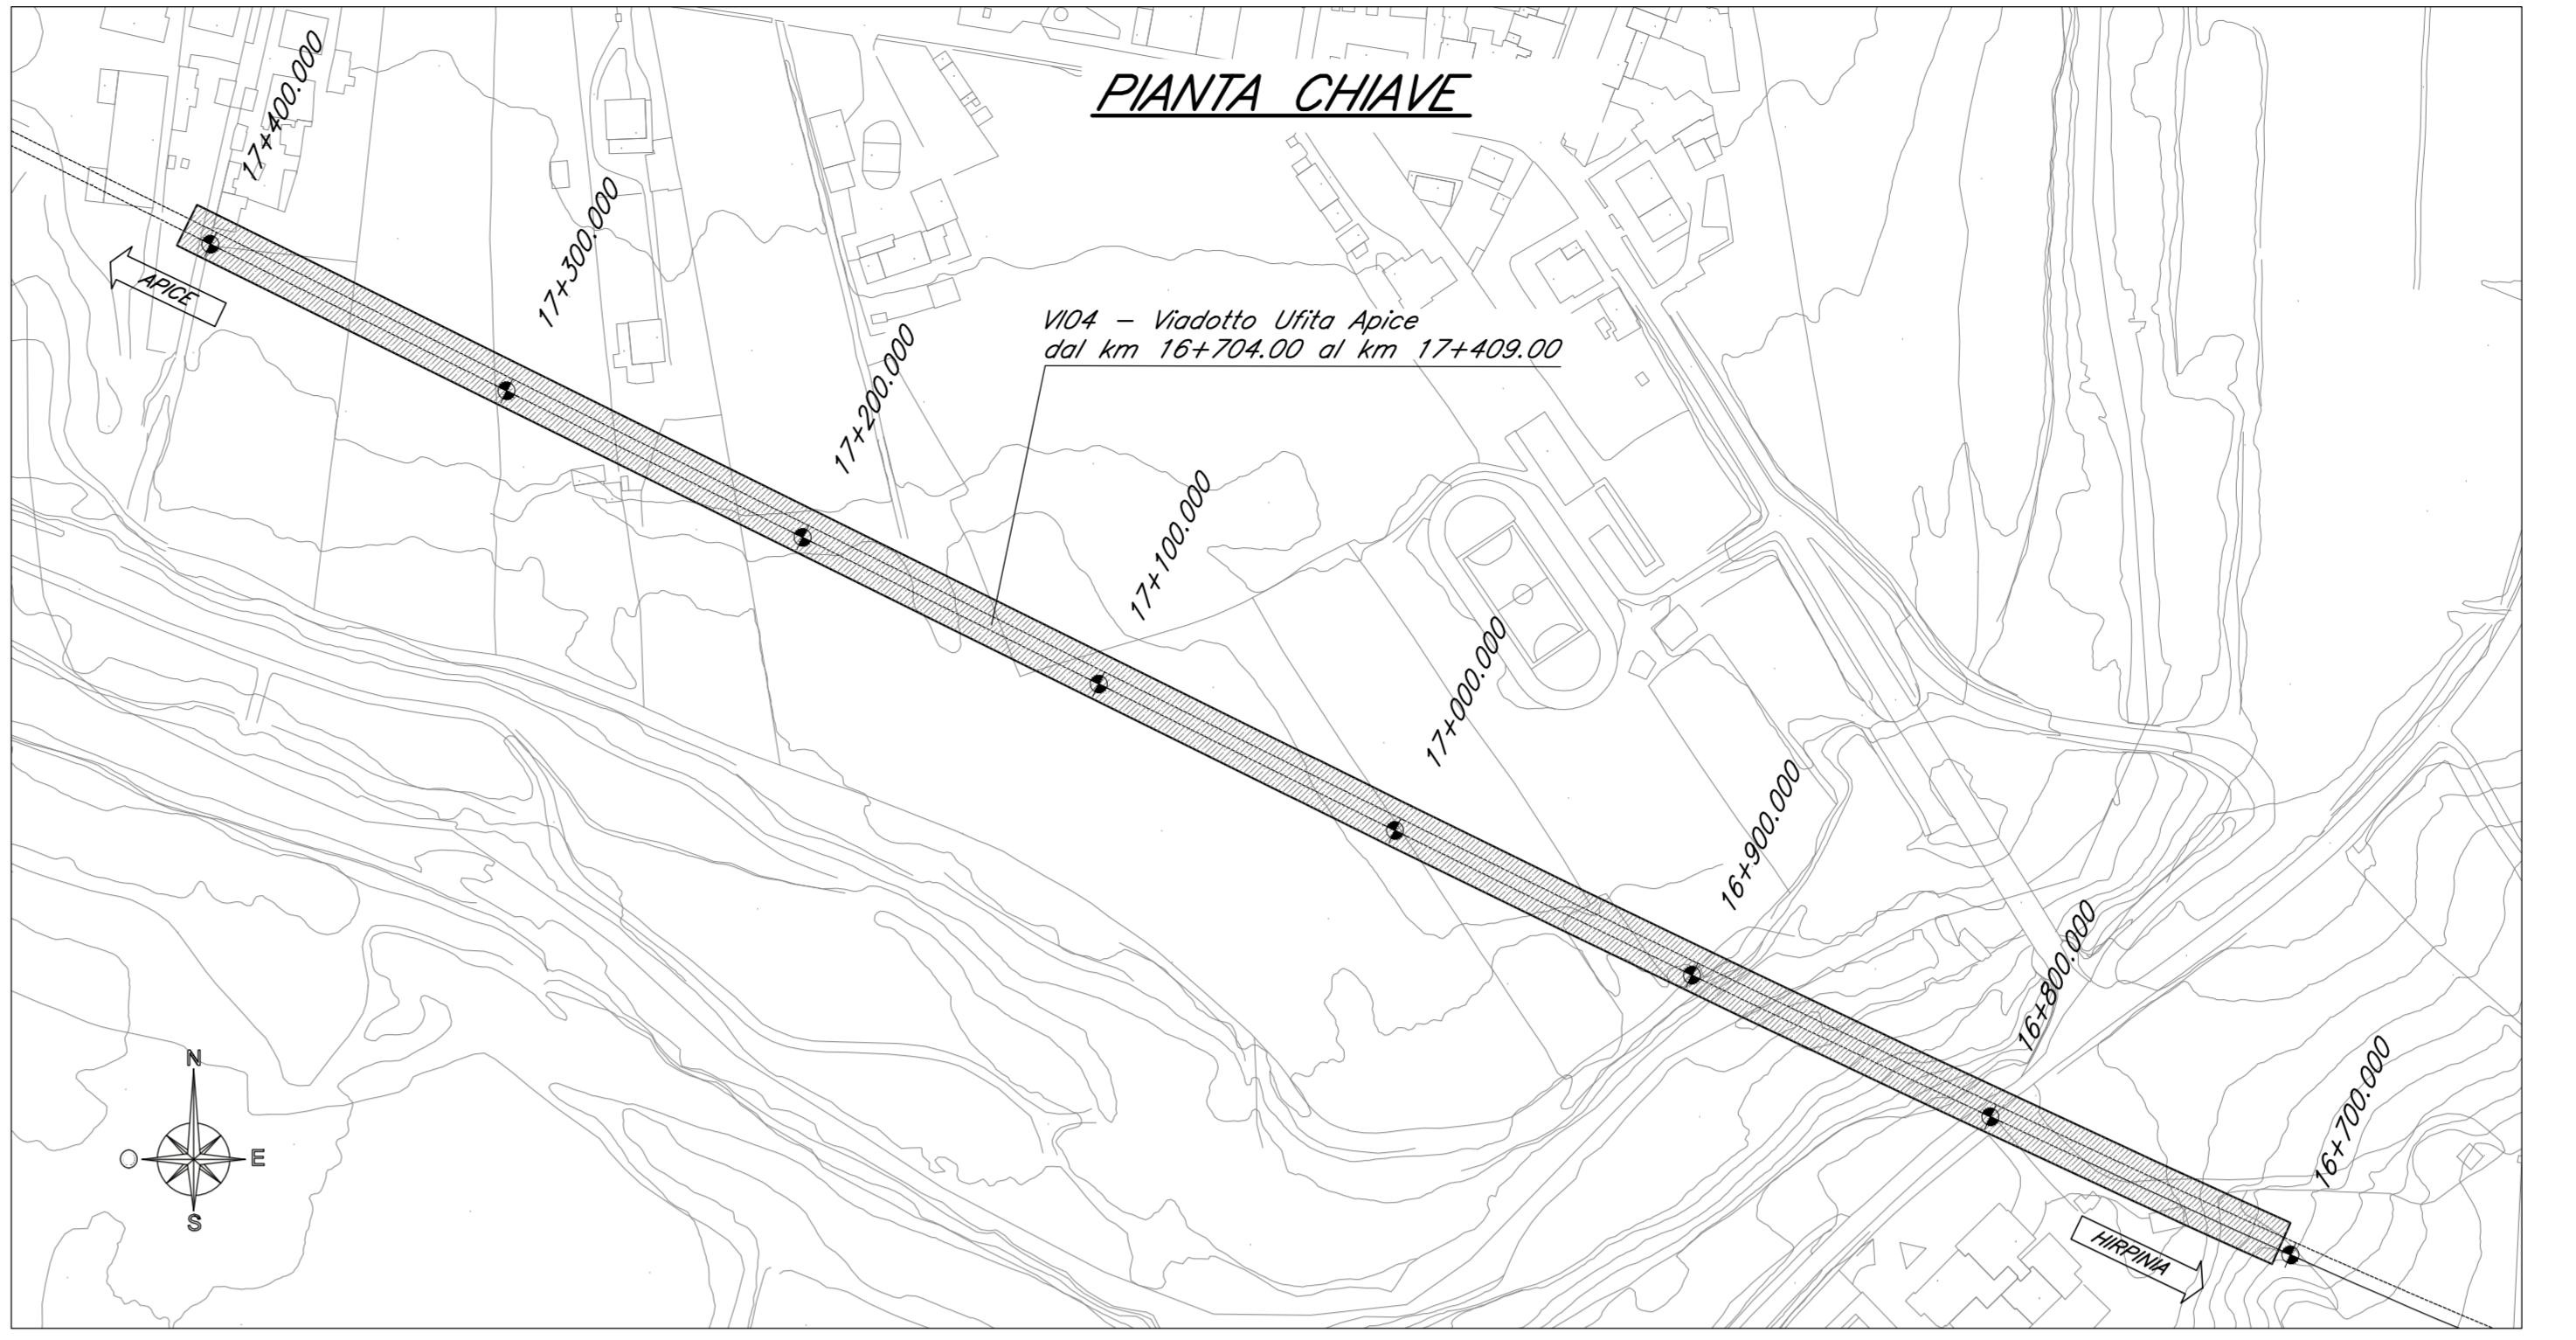 PIANTA CHIAVE
17+400.000
17+300.000
17+200.000
17+100.000
17+000.000
16+900.000
16+800.000
16+700.000
APICE
VI04 - Viadotto Ufita Apice
dal km 16+704.00 al km 17+409.00
HIRPINIA
N
O
E
S